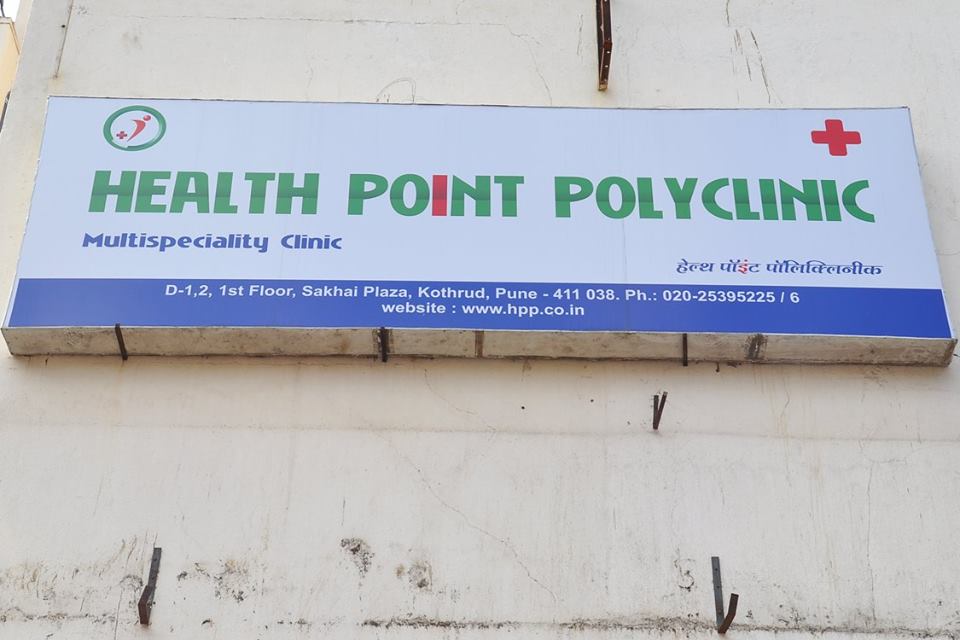 HEALTH POINT POLYCLINIC
Multispeciality Clinic
हेल्थ पॉइंट पॉलिक्लिनीक
D-1,2, 1st Floor, Sakhai Plaza, Kothrud, Pune - 411 038. Ph.: 020-25395225 / 6
website : www.hpp.co.in